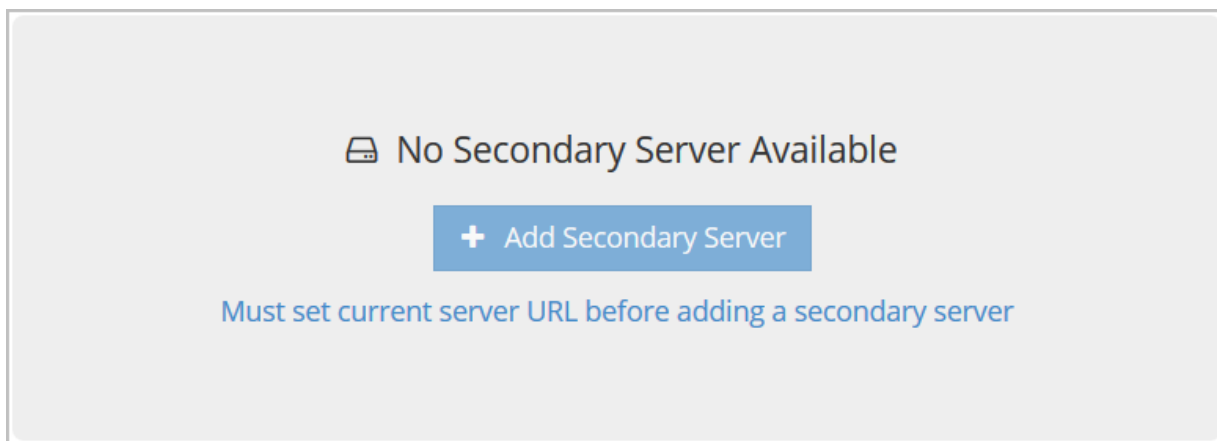 No Secondary Server Available
Add Secondary Server
Must set current server URL before adding a secondary server